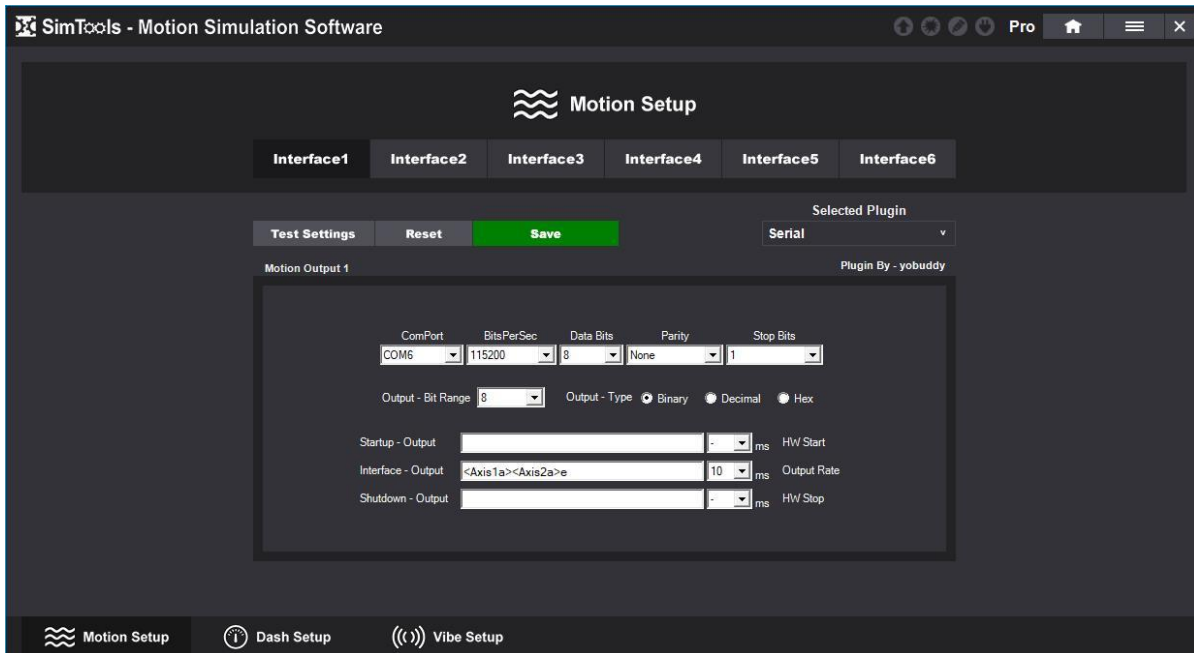 SimTools - Motion Simulation Software Pro
Motion Setup
Interface1 Interface2 Interface3 Interface4 Interface5 Interface6
Selected Plugin
Test Settings Reset Save Serial v
Motion Output 1 Plugin By - yobuddy
ComPort BitsPerSec Data Bits Parity Stop Bits
COM6 115200 8 None 1
Output - Bit Range 8 Output - Type Binary Decimal Hex
Startup - Output - ms HW Start
Interface - Output <Axis1a><Axis2a>e 10 ms Output Rate
Shutdown - Output - ms HW Stop
Motion Setup Dash Setup Vibe Setup